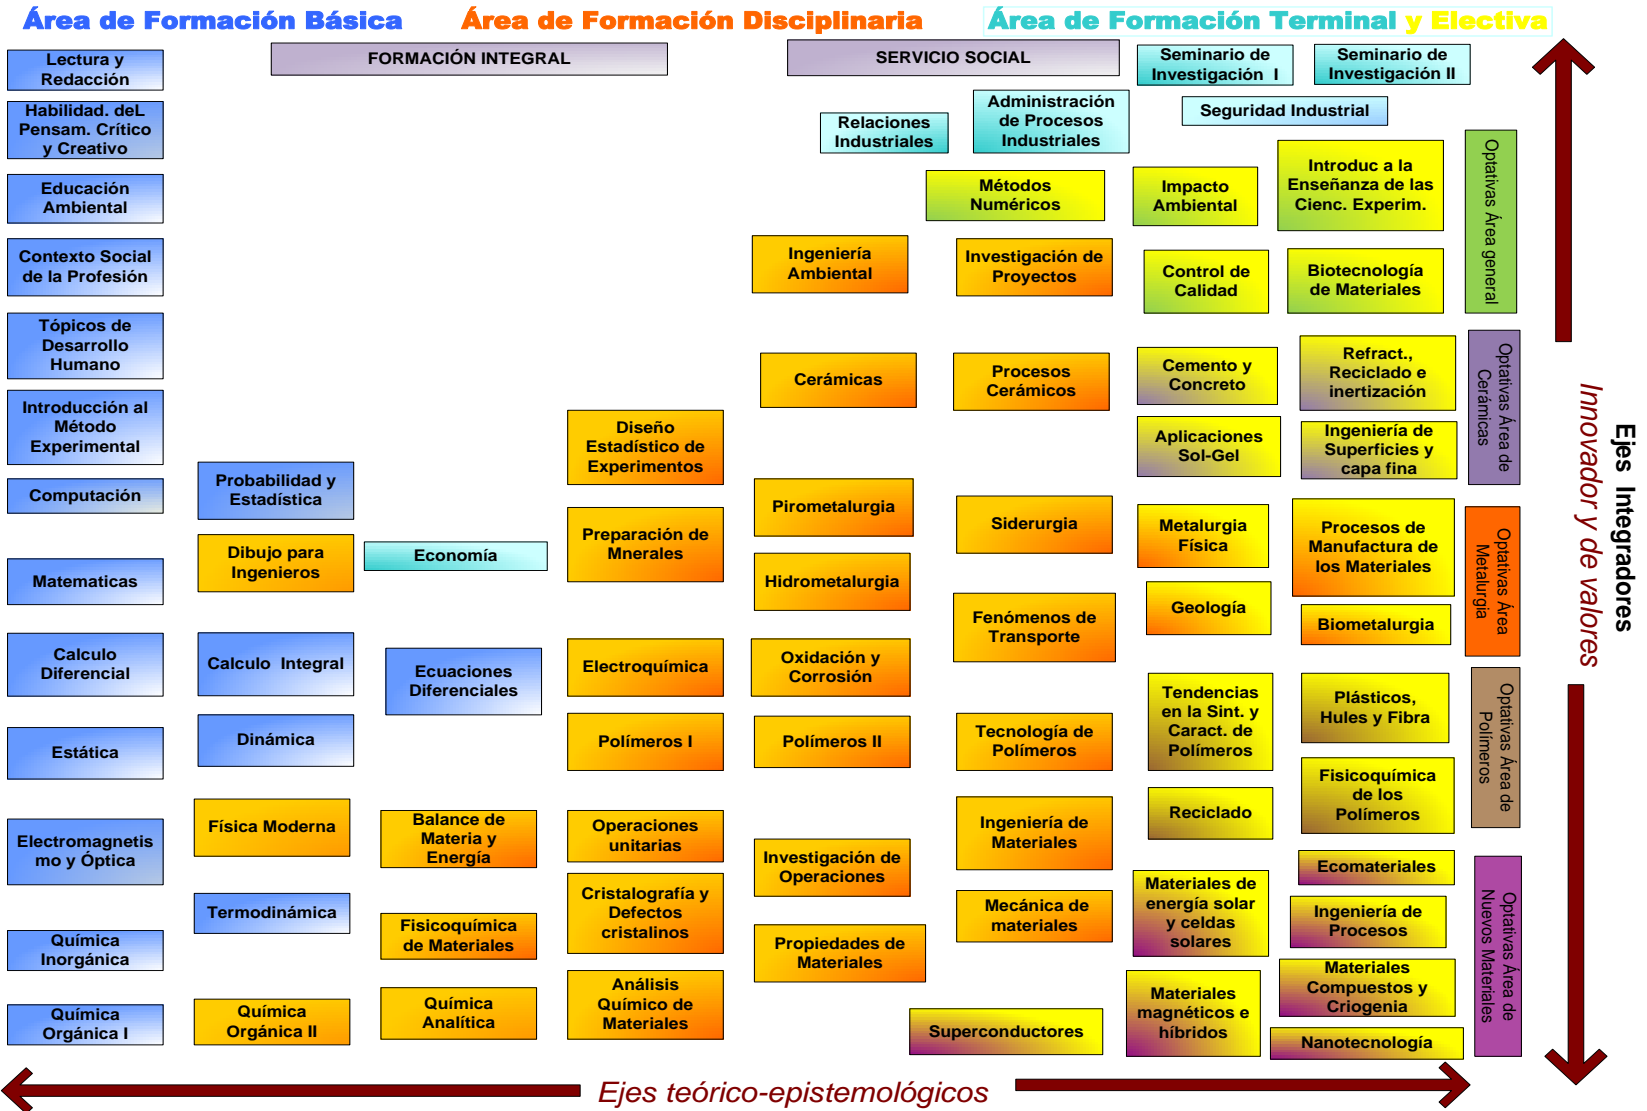 Área de Formación Básica
Área de Formación Disciplinaria
Área de Formación Terminal y Electiva
Lectura y
Redacción
FORMACIÓN INTEGRAL
SERVICIO SOCIAL
Seminario de
Investigación I
Seminario de
Investigación II
Habilidad. deL
Pensam. Crítico
y Creativo
Relaciones
Industriales
Administración
de Procesos
Industriales
Seguridad Industrial
Educación
Ambiental
Métodos
Numéricos
Impacto
Ambiental
Introduc a la
Enseñanza de las
Cienc. Experim.
Optativas Área general
Contexto Social
de la Profesión
Ingeniería
Ambiental
Investigación de
Proyectos
Control de
Calidad
Biotecnología
de Materiales
Tópicos de
Desarrollo
Humano
Cerámicas
Procesos
Cerámicos
Cemento y
Concreto
Refract.,
Reciclado e
inertización
Optativas Área de
Cerámicas
Introducción al
Método
Experimental
Diseño
Estadístico de
Experimentos
Aplicaciones
Sol-Gel
Ingeniería de
Superficies y
capa fina
Computación
Probabilidad y
Estadística
Pirometalurgia
Siderurgia
Metalurgia
Física
Procesos de
Manufactura de
los Materiales
Optativas Área
Metalurgia
Matematicas
Dibujo para
Ingenieros
Economía
Preparación de
Mnerales
Hidrometalurgia
Fenómenos de
Transporte
Geología
Biometalurgia
Calculo
Diferencial
Calculo Integral
Ecuaciones
Diferenciales
Electroquímica
Oxidación y
Corrosión
Tendencias
en la Sint. y
Caract. de
Polímeros
Plásticos,
Hules y Fibra
Optativas Área de
Polímeros
Estática
Dinámica
Polímeros I
Polímeros II
Tecnología de
Polímeros
Reciclado
Fisicoquímica
de los
Polímeros
Electromagnetis
mo y Óptica
Física Moderna
Balance de
Materia y
Energía
Operaciones
unitarias
Investigación de
Operaciones
Ingeniería de
Materiales
Ecomateriales
Termodinámica
Fisicoquímica
de Materiales
Cristalografía y
Defectos
cristalinos
Mecánica de
materiales
Materiales de
energía solar
y celdas
solares
Ingeniería de
Procesos
Optativas Área de
Nuevos Materiales
Química
Inorgánica
Propiedades de
Materiales
Materiales
Compuestos y
Criogenia
Química
Orgánica I
Química
Orgánica II
Química
Analítica
Análisis
Químico de
Materiales
Superconductores
Materiales
magnéticos e
híbridos
Nanotecnología
Ejes Integradores
Innovador y de valores
Ejes teórico-epistemológicos